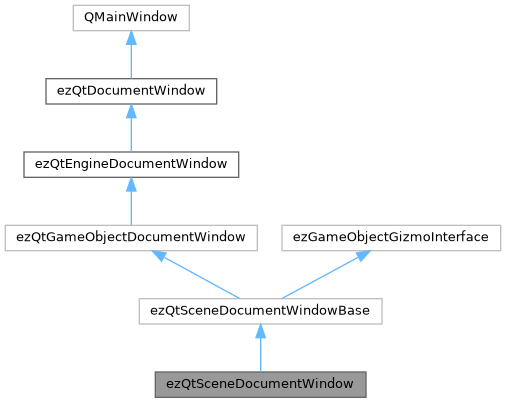 QMainWindow
ezQtDocumentWindow
ezQtEngineDocumentWindow
ezQtGameObjectDocumentWindow
ezGameObjectGizmoInterface
ezQtSceneDocumentWindowBase
ezQtSceneDocumentWindow